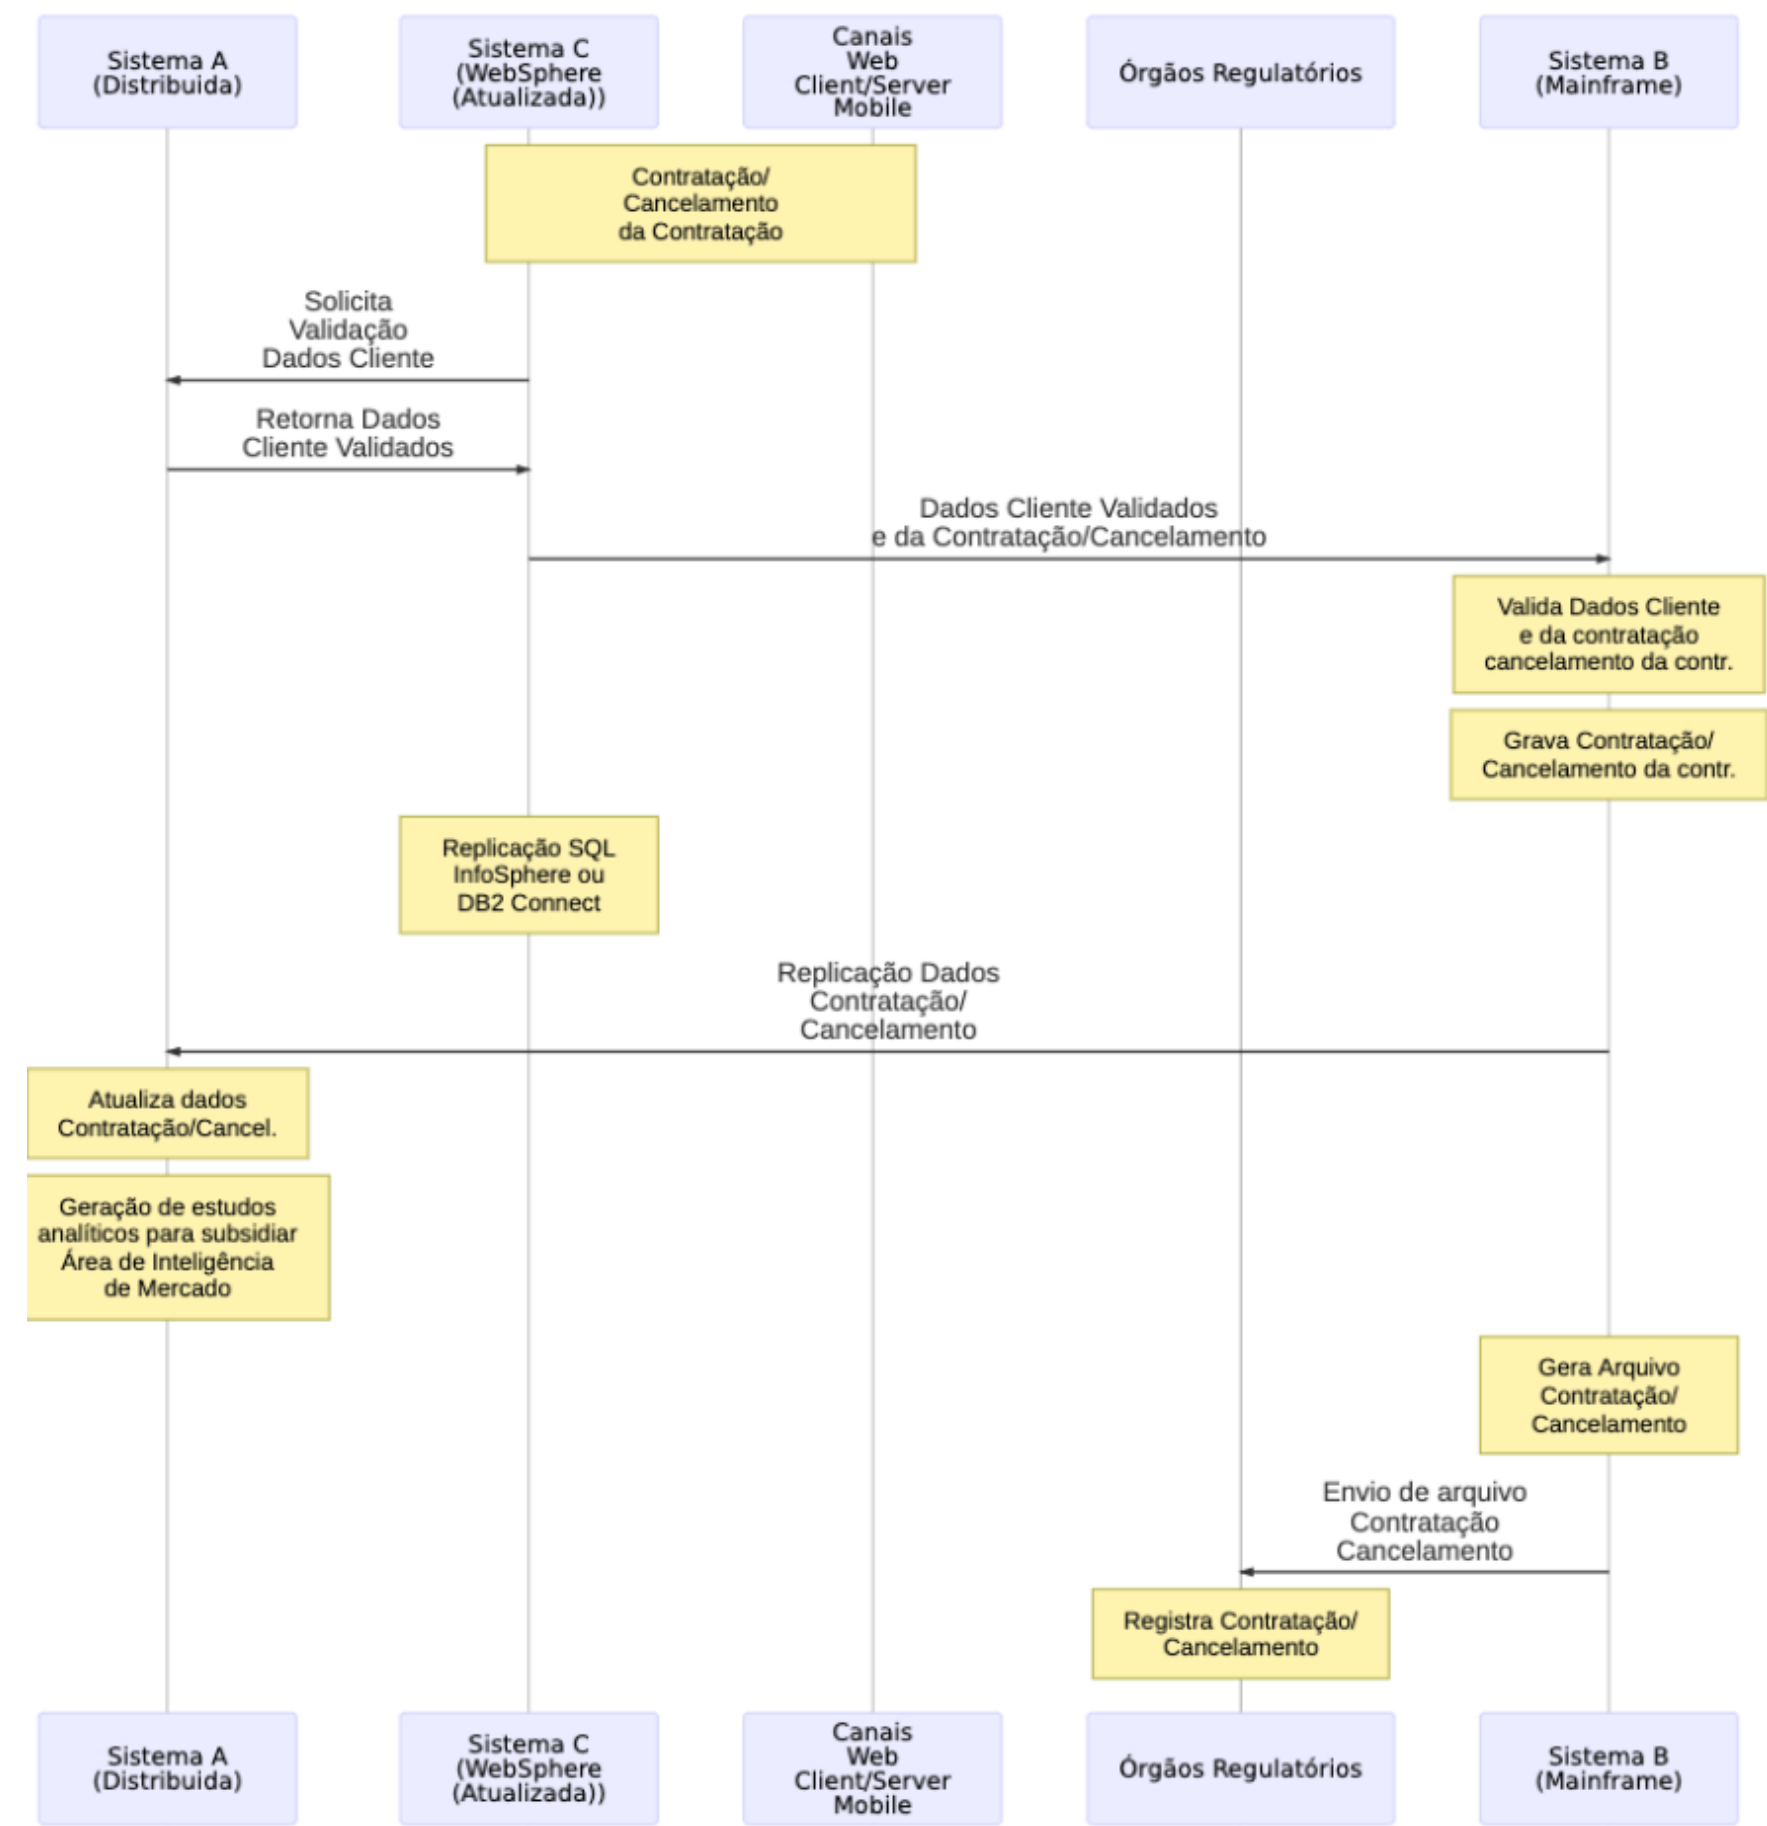 Sistema A
(Distribuida)
Sistema C
(WebSphere
(Atualizada))
Canais
Web
Client/Server
Mobile
Órgãos Regulatórios
Sistema B
(Mainframe)
Contratação/
Cancelamento
da Contratação
Solicita
Validação
Dados Cliente
Retorna Dados
Cliente Validados
Dados Cliente Validados
e da Contratação/Cancelamento
Valida Dados Cliente
e da contratação
cancelamento da contr.
Grava Contratação/
Cancelamento da contr.
Replicação SQL
InfoSphere ou
DB2 Connect
Replicação Dados
Contratação/
Cancelamento
Atualiza dados
Contratação/Cancel.
Geração de estudos
analíticos para subsidiar
Área de Inteligência
de Mercado
Gera Arquivo
Contratação/
Cancelamento
Envio de arquivo
Contratação
Cancelamento
Registra Contratação/
Cancelamento
Sistema A
(Distribuida)
Sistema C
(WebSphere
(Atualizada))
Canais
Web
Client/Server
Mobile
Órgãos Regulatórios
Sistema B
(Mainframe)